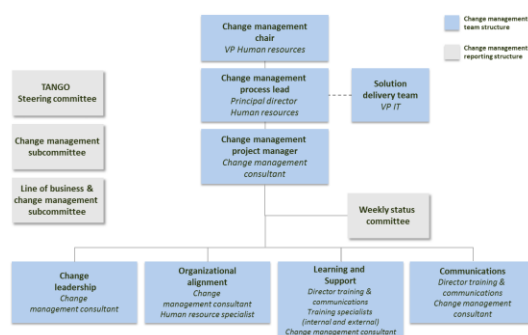 Change management
chair
VP Human resources
Change management
team structure
Change management
reporting structure
TANGO
Steering committee
Change management
process lead
Principal director
Human resources
Solution
delivery team
VP IT
Change management
subcommittee
Change management
project manager
Change management
consultant
Line of business &
change management
subcommittee
Weekly status
committee
Change
leadership
Change
management consultant
Organizational
alignment
Change
management consultant
Human resource specialist
Learning and
Support
Director training &
communications
Training specialists
(internal and external)
Change management consultant
Communications
Director training &
communications
Change management
consultant